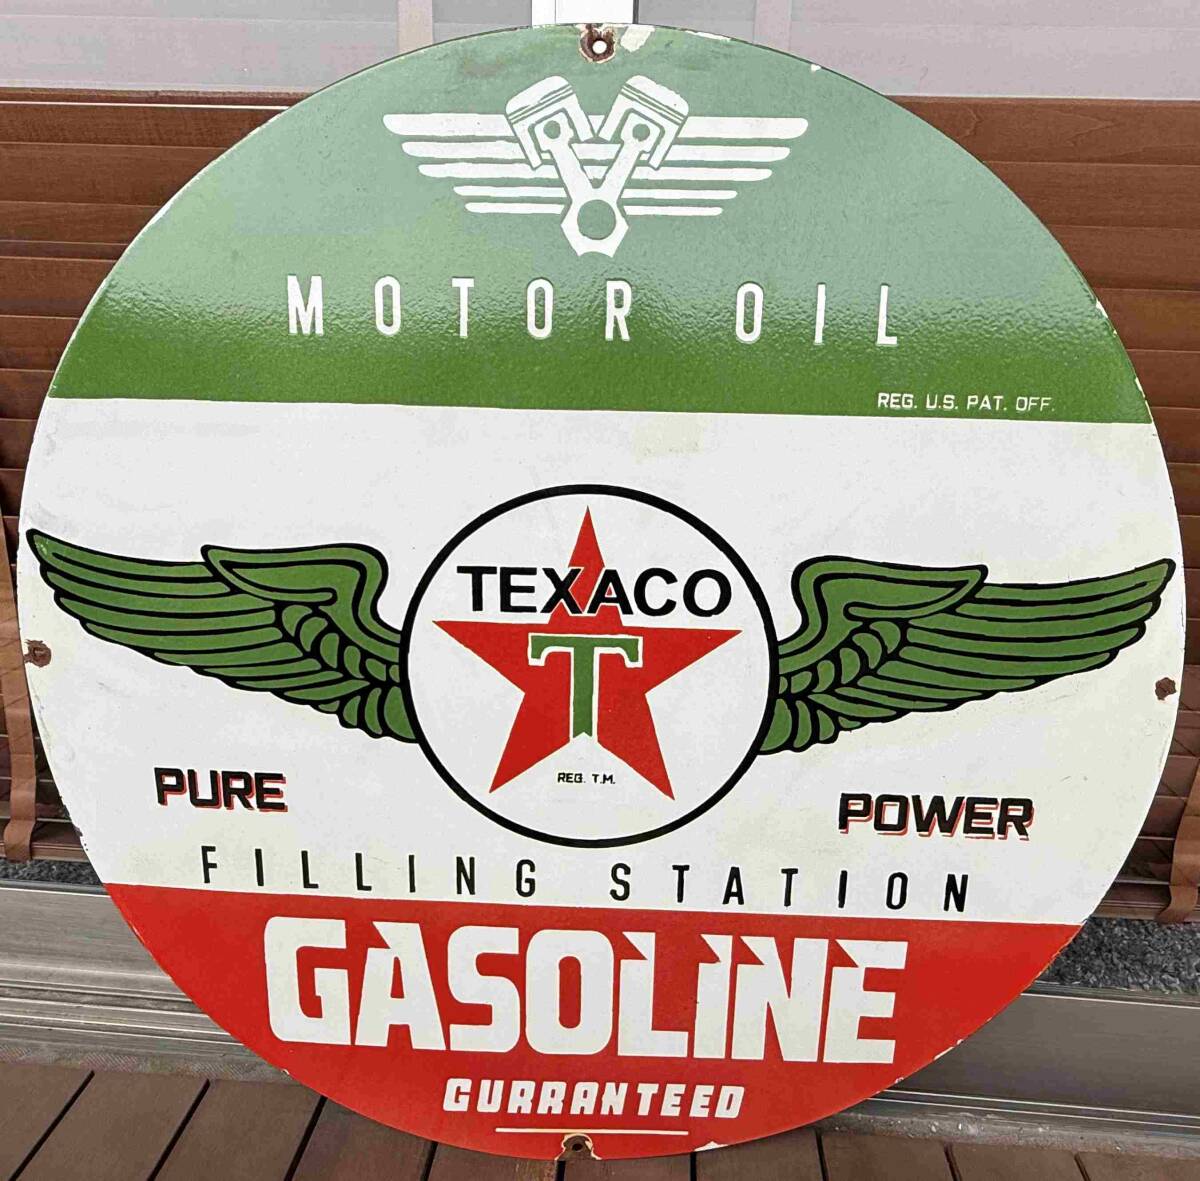 MOTOR OIL
REG. U.S. PAT. OFF.
TEXACO
T
REG. T.M.
PURE POWER
FILLING STATION
GASOLINE
GURRANTEED